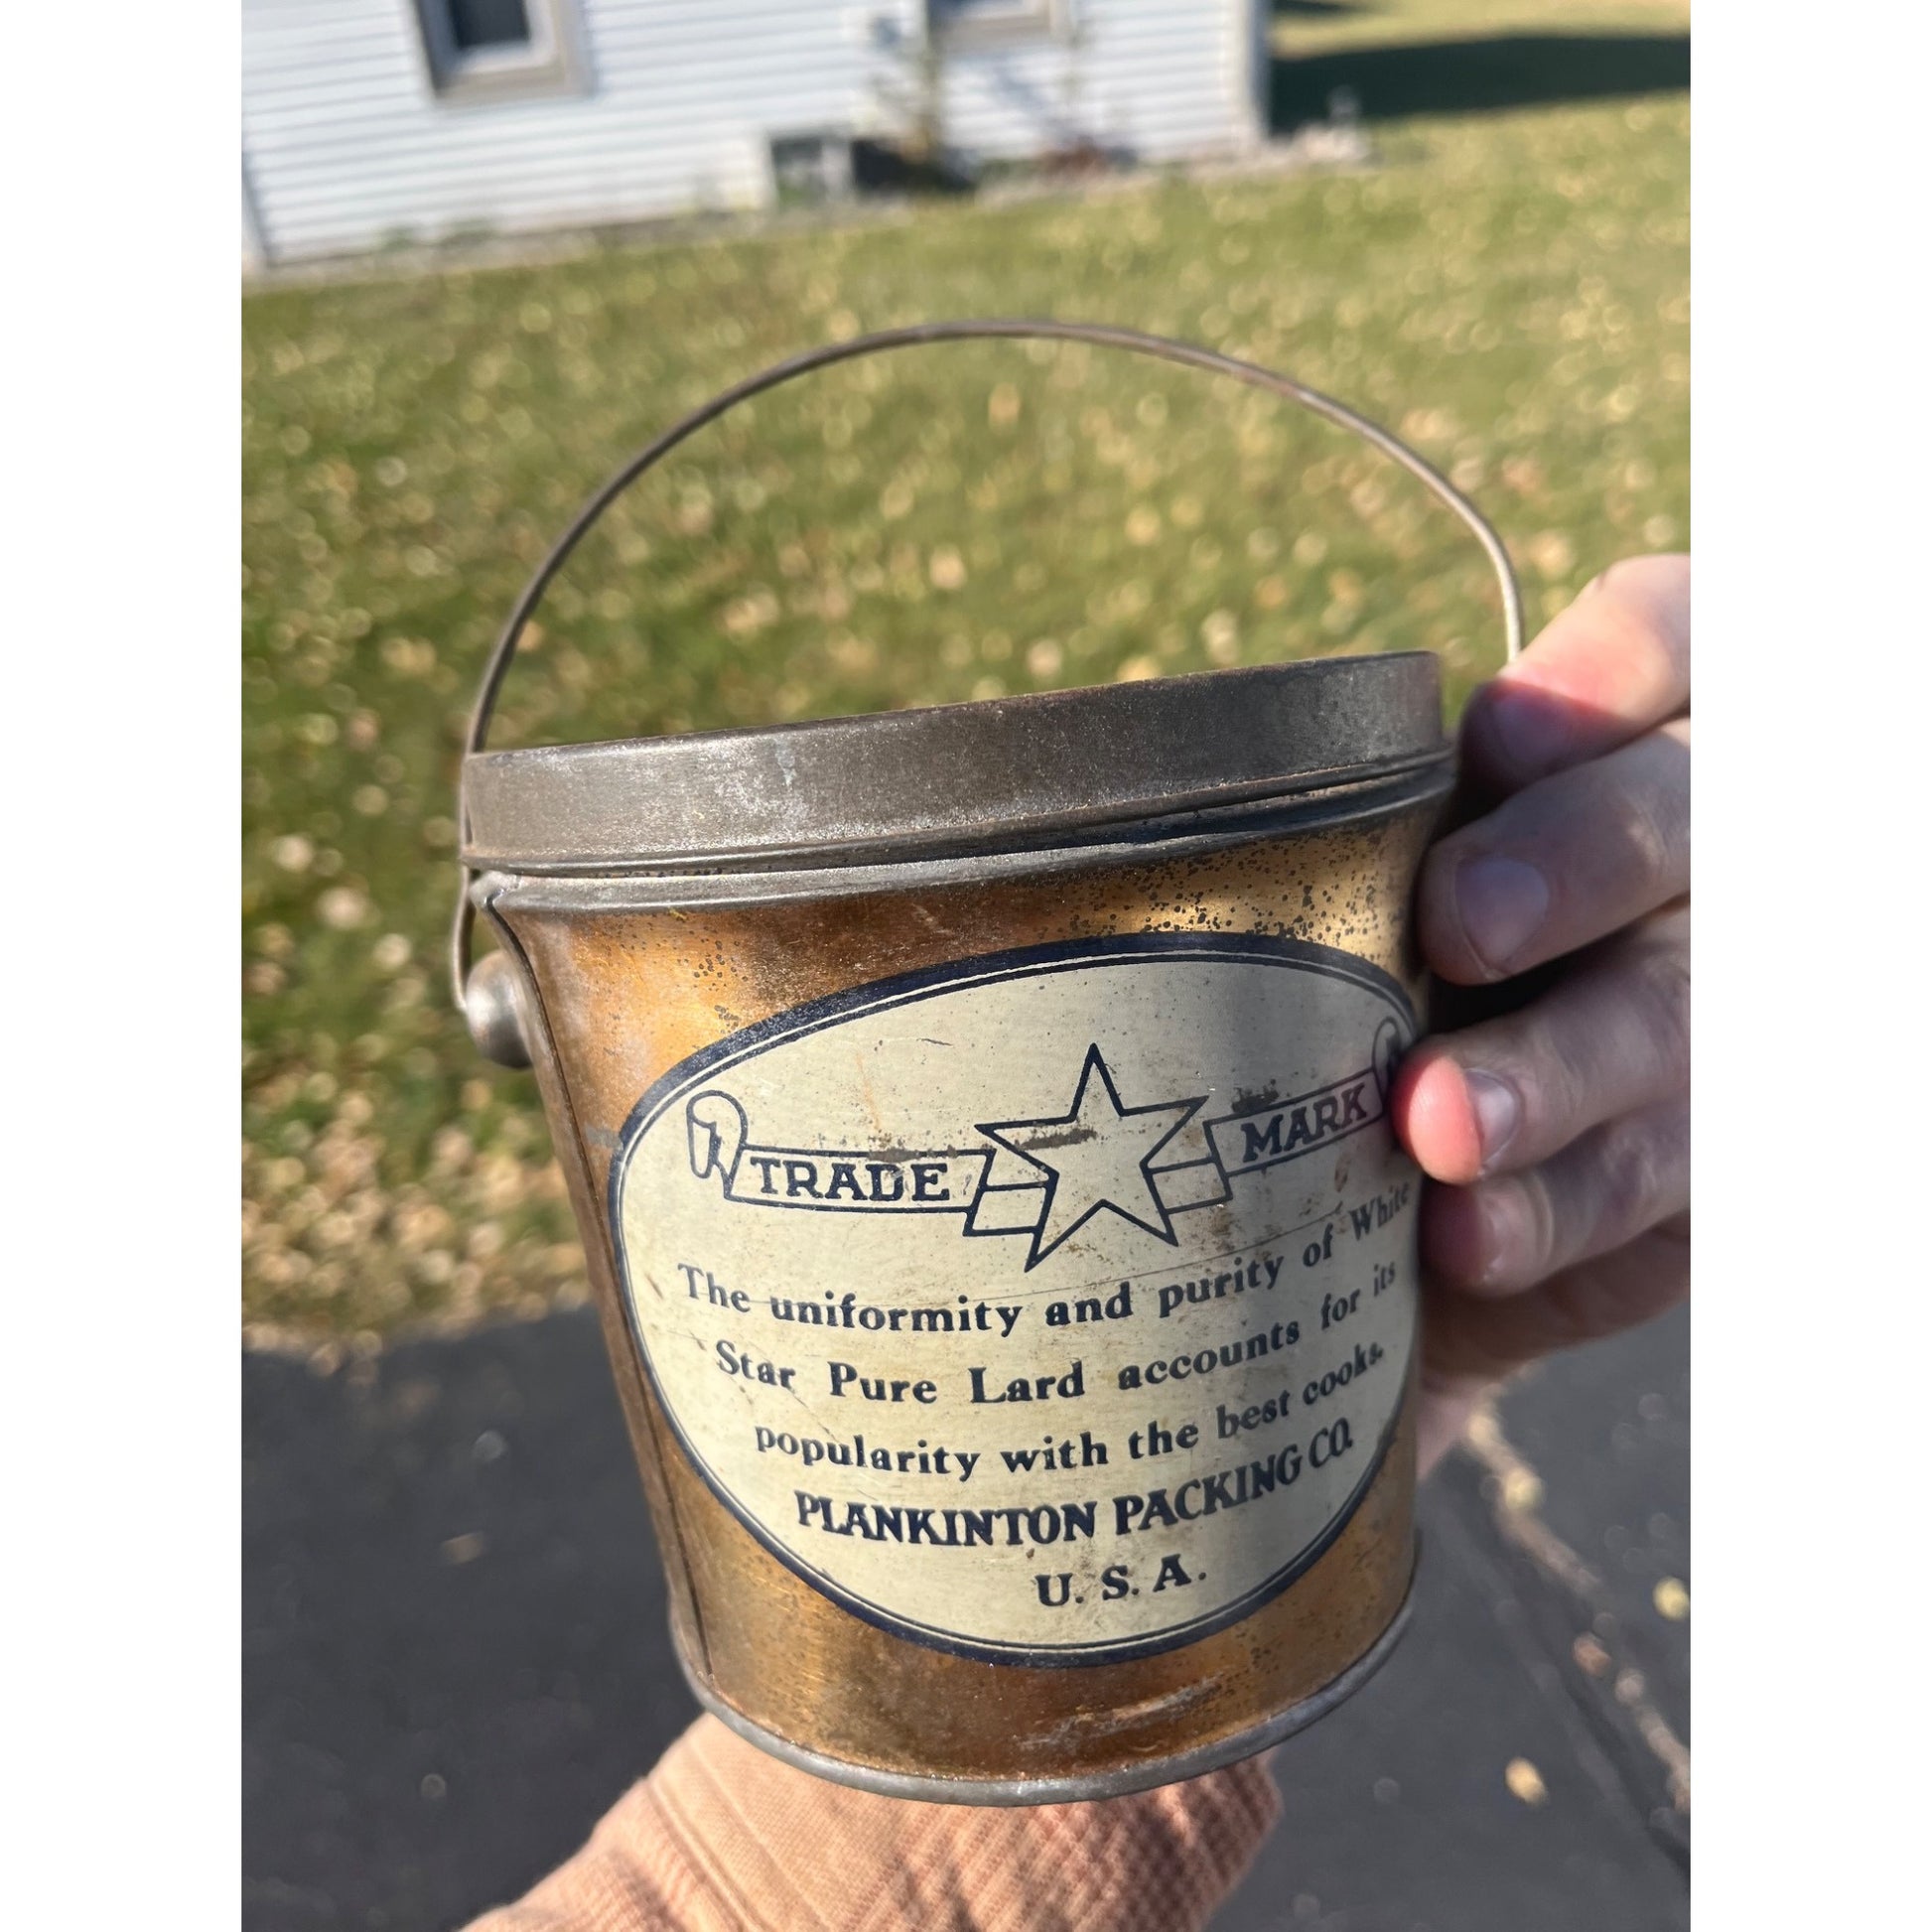 TRADE MARK
The uniformity and purity of White
Star Pure Lard accounts for its
popularity with the best cooks.
PLANKINTON PACKING CO.
U. S. A.